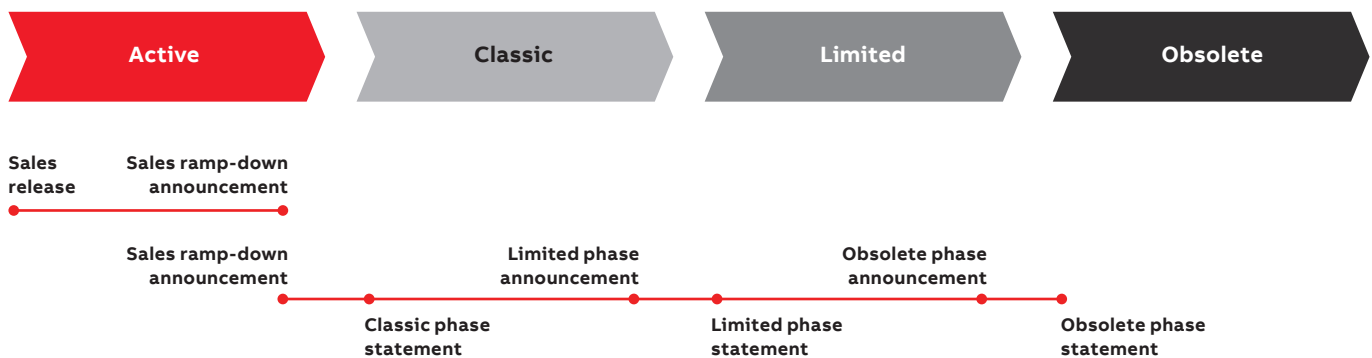 Active
Classic
Limited
Obsolete
Sales
release
Sales ramp-down
announcement
Sales ramp-down
announcement
Limited phase
announcement
Obsolete phase
announcement
Classic phase
statement
Limited phase
statement
Obsolete phase
statement